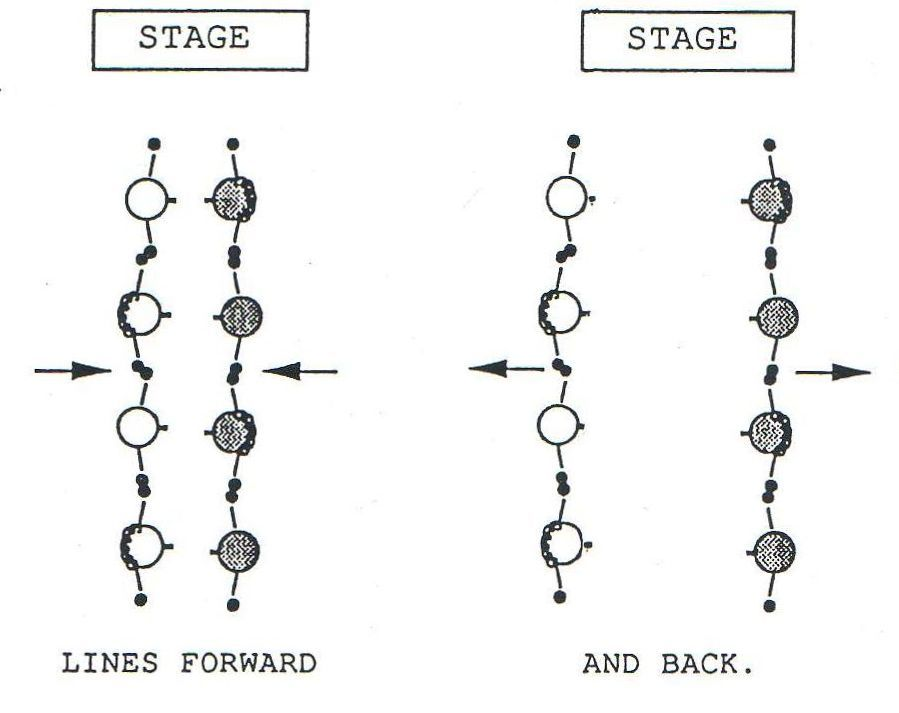 STAGE
STAGE
LINES FORWARD
AND BACK.